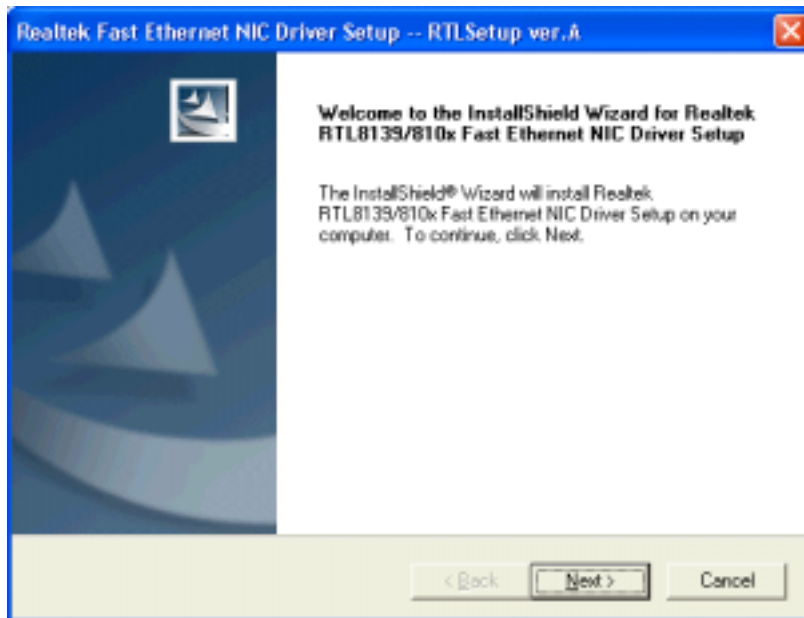 Realtek Fast Ethernet NIC Driver Setup -- RTLSetup ver.A
Welcome to the InstallShield Wizard for Realtek
RTL8139/810x Fast Ethernet NIC Driver Setup
The InstallShield® Wizard will install Realtek
RTL8139/810x Fast Ethernet NIC Driver Setup on your
computer. To continue, click Next.
< Back Next > Cancel